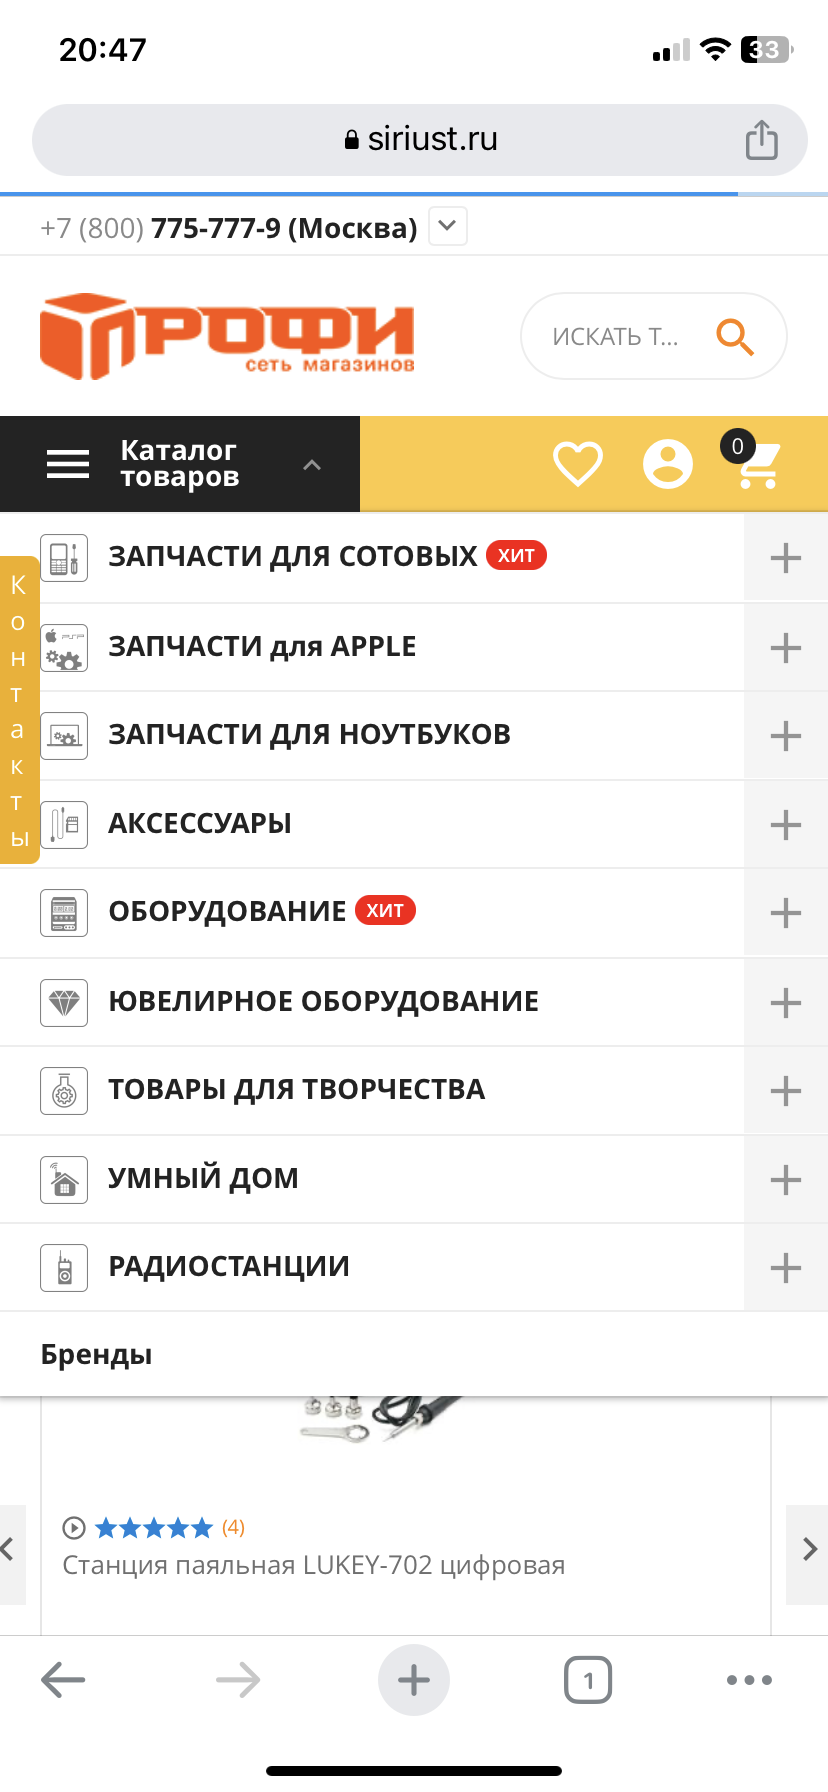 20:47
33
siriust.ru
+7 (800) 775-777-9 (Москва)
ПРОФИ
сеть магазинов
ИСКАТЬ Т...
Каталог
товаров
0
ЗАПЧАСТИ ДЛЯ СОТОВЫХ ХИТ
Контакты
PSP
ЗАПЧАСТИ для APPLE
ЗАПЧАСТИ ДЛЯ НОУТБУКОВ
АКСЕССУАРЫ
ОБОРУДОВАНИЕ ХИТ
ЮВЕЛИРНОЕ ОБОРУДОВАНИЕ
ТОВАРЫ ДЛЯ ТВОРЧЕСТВА
УМНЫЙ ДОМ
РАДИОСТАНЦИИ
Бренды
(4)
Станция паяльная LUKEY-702 цифровая
1